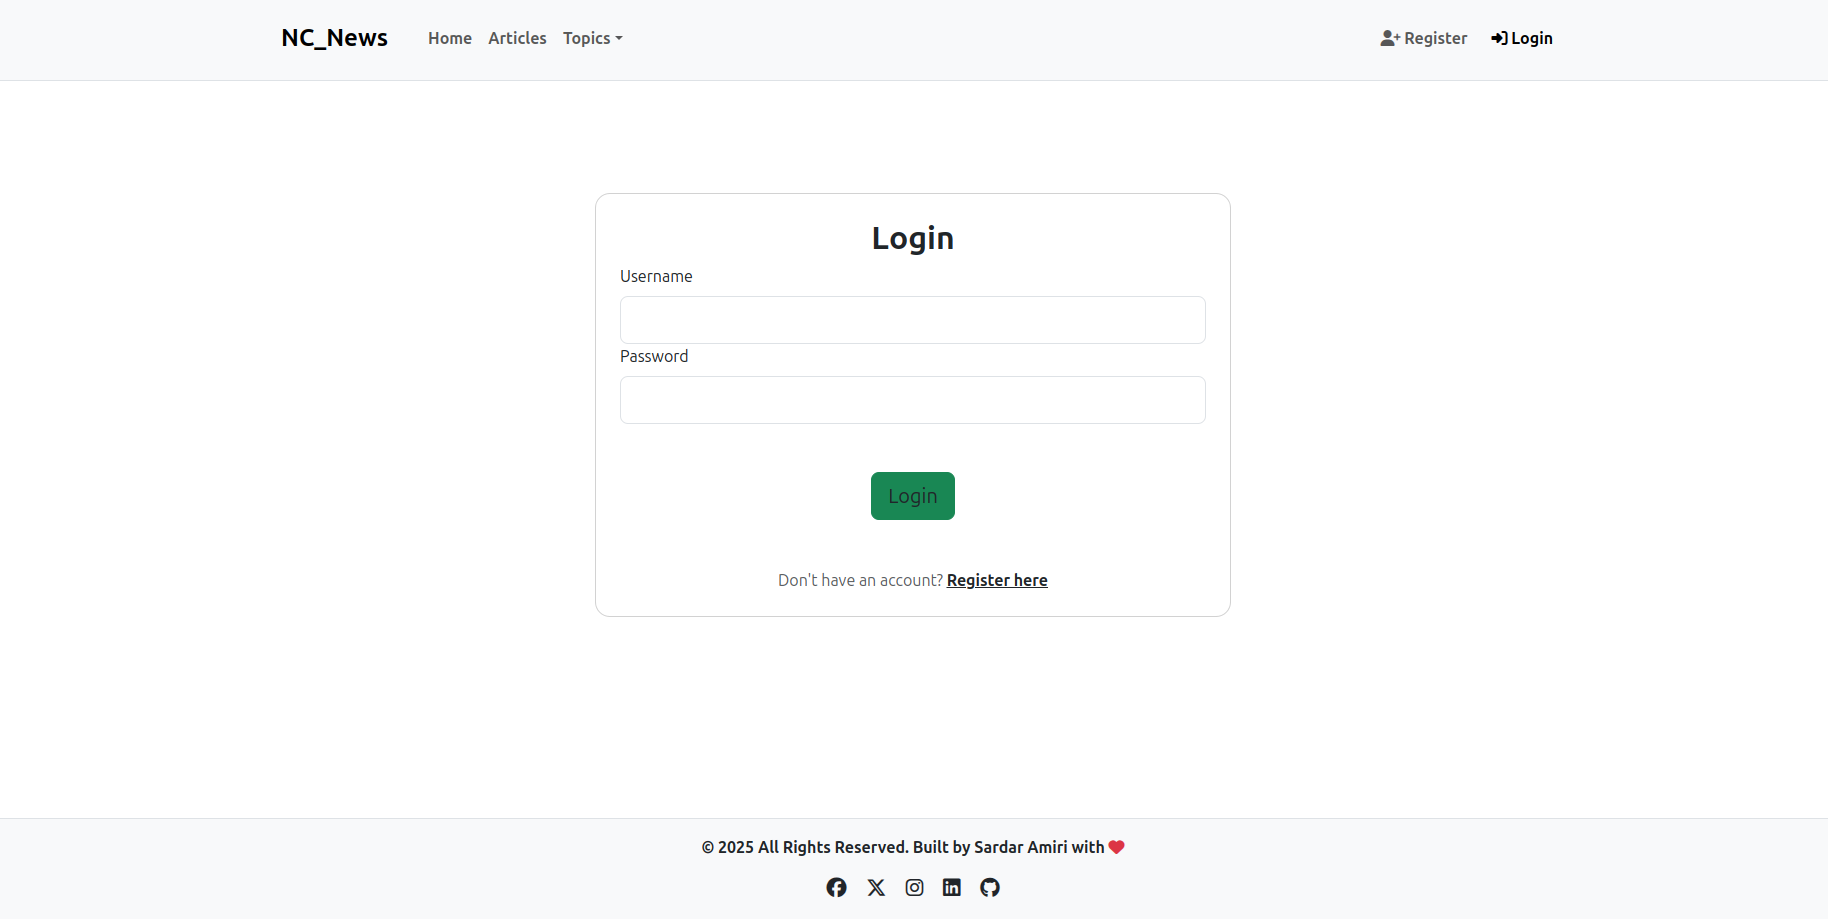 NC_News Home Articles Topics Register Login
Login
Username
Password
Login
Don't have an account? Register here
© 2025 All Rights Reserved. Built by Sardar Amiri with